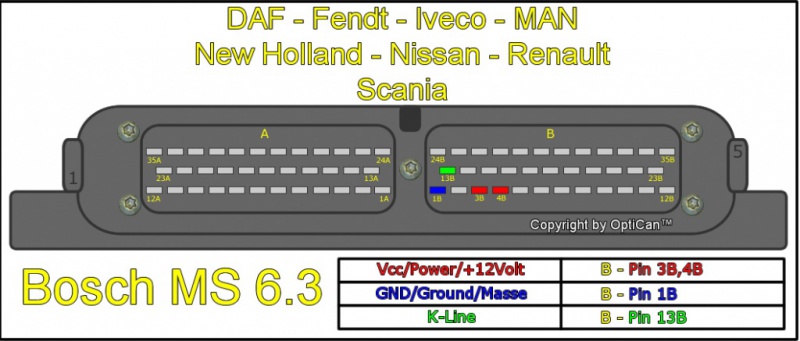 DAF - Fendt - Iveco - MAN
New Holland - Nissan - Renault
Scania
A
B
35A 24A
24B 35B
23A 13A
13B 23B
12A 1A
1B 3B 4B 12B
1
5
Copyright by OptiCan™
Bosch MS 6.3
Vcc/Power/+12Volt B - Pin 3B,4B
GND/Ground/Masse B - Pin 1B
K-Line B - Pin 13B